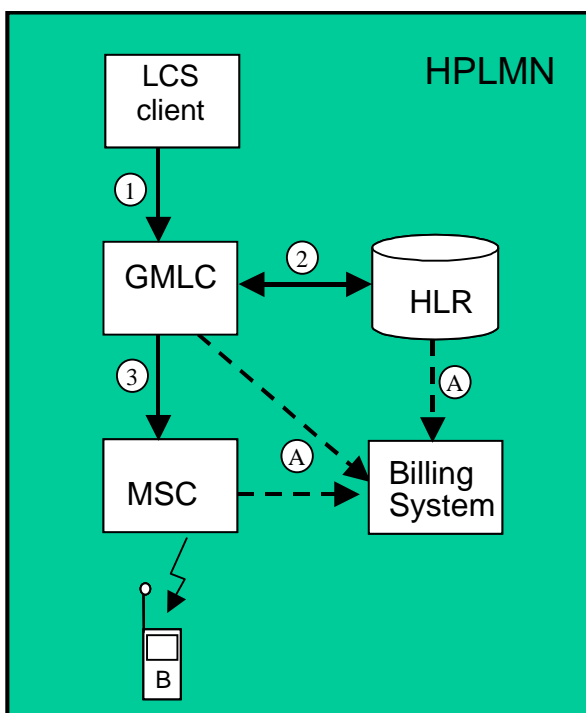 HPLMN
LCS
client
1
GMLC
2
HLR
3
A
A
MSC
Billing
System
B